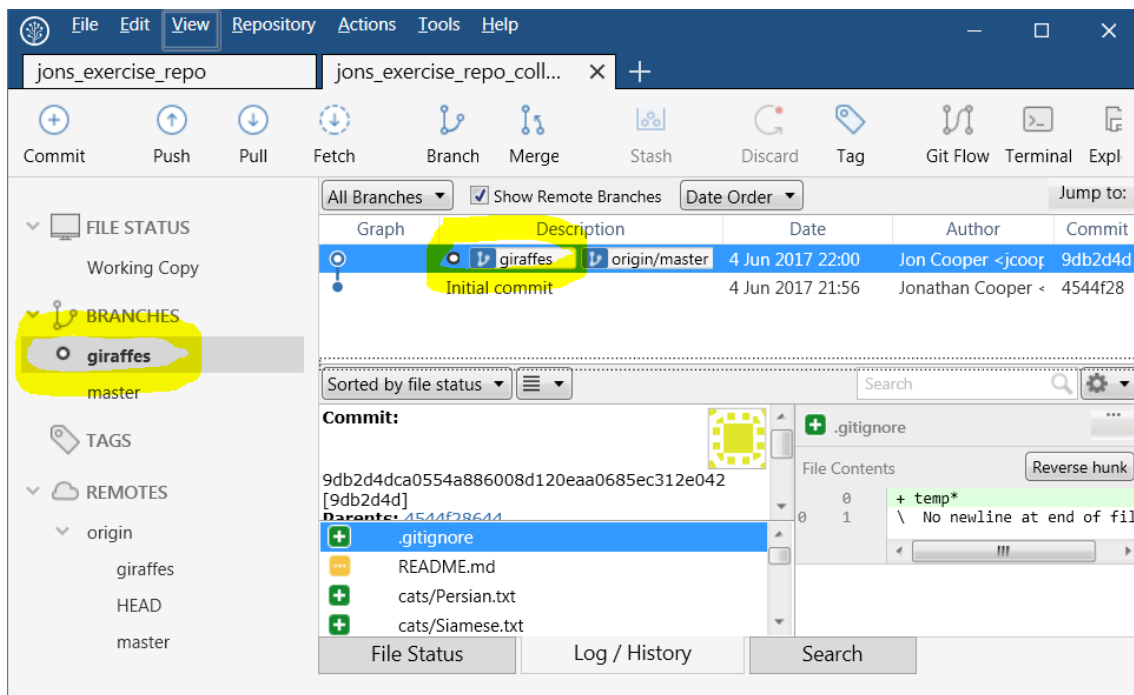 File Edit View Repository Actions Tools Help
jons_exercise_repo jons_exercise_repo_coll...
Commit Push Pull Fetch Branch Merge Stash Discard Tag Git Flow Terminal Expl
FILE STATUS
Working Copy
BRANCHES
giraffes
master
TAGS
REMOTES
origin
giraffes
HEAD
master
All Branches Show Remote Branches Date Order Jump to:
Graph Description Date Author Commit
giraffes origin/master 4 Jun 2017 22:00 Jon Cooper <jcoop 9db2d4d
Initial commit 4 Jun 2017 21:56 Jonathan Cooper < 4544f28
Sorted by file status Search
Commit:
9db2d4dca0554a886008d120eaa0685ec312e042
[9db2d4d]
Parents: 4544f28644
.gitignore
README.md
cats/Persian.txt
cats/Siamese.txt
.gitignore ...
File Contents Reverse hunk
0 + temp*
0 1 \ No newline at end of fil
File Status Log / History Search